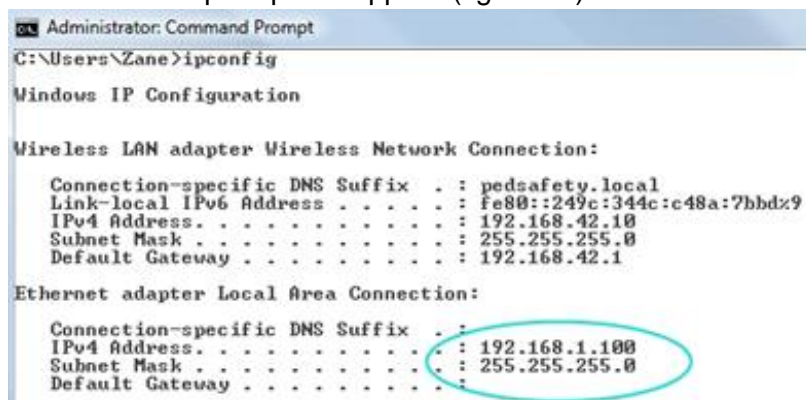 Administrator: Command Prompt
C:\Users\Zane>ipconfig
Windows IP Configuration
Wireless LAN adapter Wireless Network Connection:
Connection-specific DNS Suffix . : pedsafety.local
Link-local IPv6 Address . . . . . : fe80::249c:344c:c48a:7bbd%9
IPv4 Address. . . . . . . . . . . : 192.168.42.10
Subnet Mask . . . . . . . . . . . : 255.255.255.0
Default Gateway . . . . . . . . . : 192.168.42.1
Ethernet adapter Local Area Connection:
Connection-specific DNS Suffix . :
IPv4 Address. . . . . . . . . . . : 192.168.1.100
Subnet Mask . . . . . . . . . . . : 255.255.255.0
Default Gateway . . . . . . . . . :